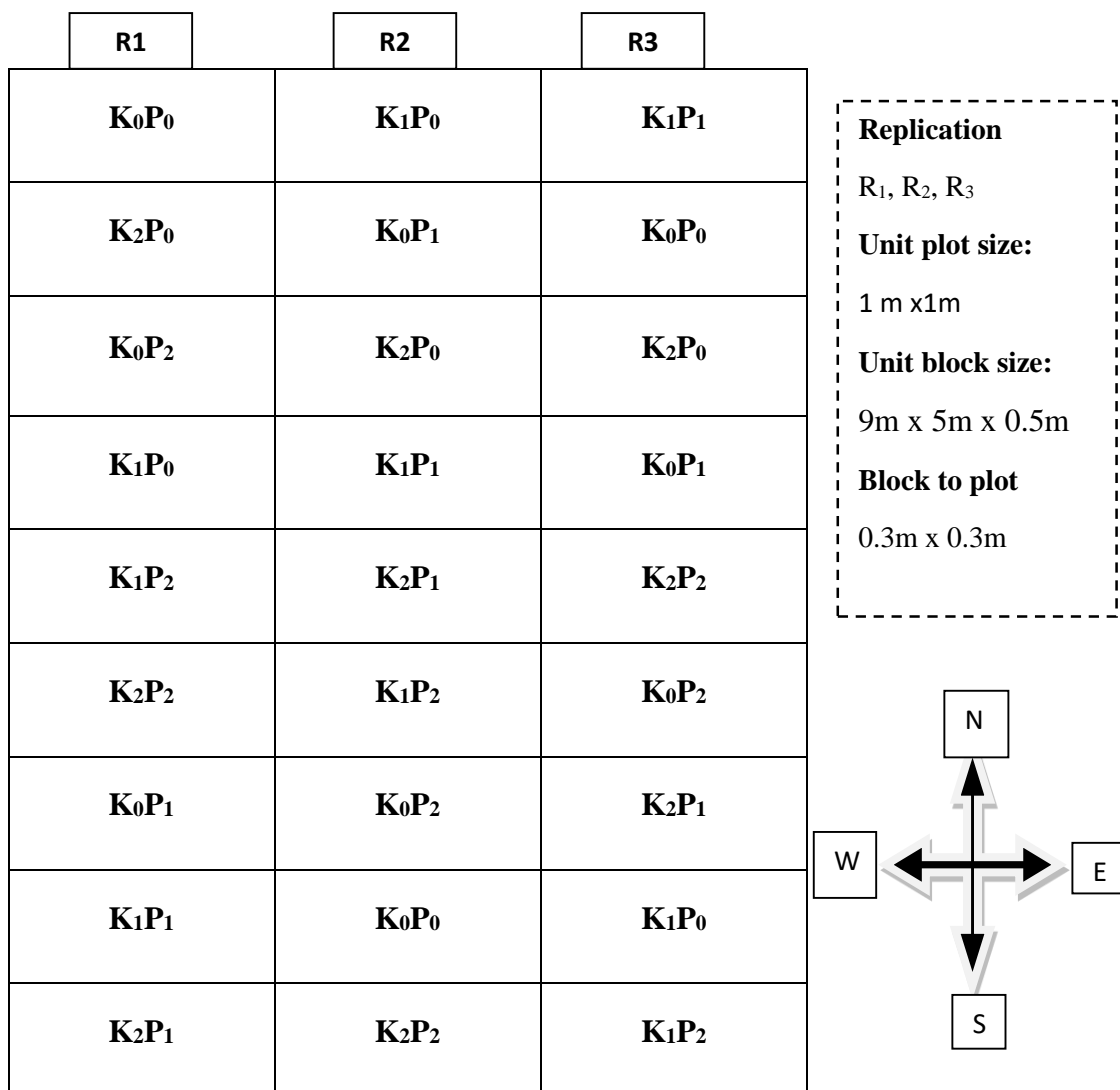 R1 R2 R3
K₀P₀ K₁P₀ K₁P₁
K₂P₀ K₀P₁ K₀P₀
K₀P₂ K₂P₀ K₂P₀
K₁P₀ K₁P₁ K₀P₁
K₁P₂ K₂P₁ K₂P₂
K₂P₂ K₁P₂ K₀P₂
K₀P₁ K₀P₂ K₂P₁
K₁P₁ K₀P₀ K₁P₀
K₂P₁ K₂P₂ K₁P₂
Replication
R₁, R₂, R₃
Unit plot size:
1 m x1m
Unit block size:
9m x 5m x 0.5m
Block to plot
0.3m x 0.3m
N
W E
S